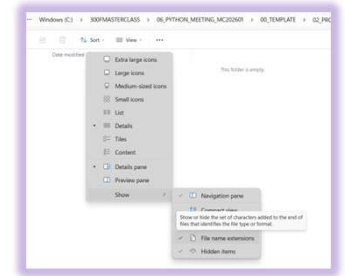 Windows (C:) > 300FMASTERCLASS > 06_PYTHON_MEETING_MC202601 > 00_TEMPLATE > 02_PRO
Sort View ...
Date modified
This folder is empty.
Extra large icons
Large icons
Medium-sized icons
Small icons
List
Details
Tiles
Content
Details pane
Preview pane
Show >
Navigation pane
Compact view
Show or hide the set of characters added to the end of
files that identifies the file type or format.
File name extensions
Hidden items